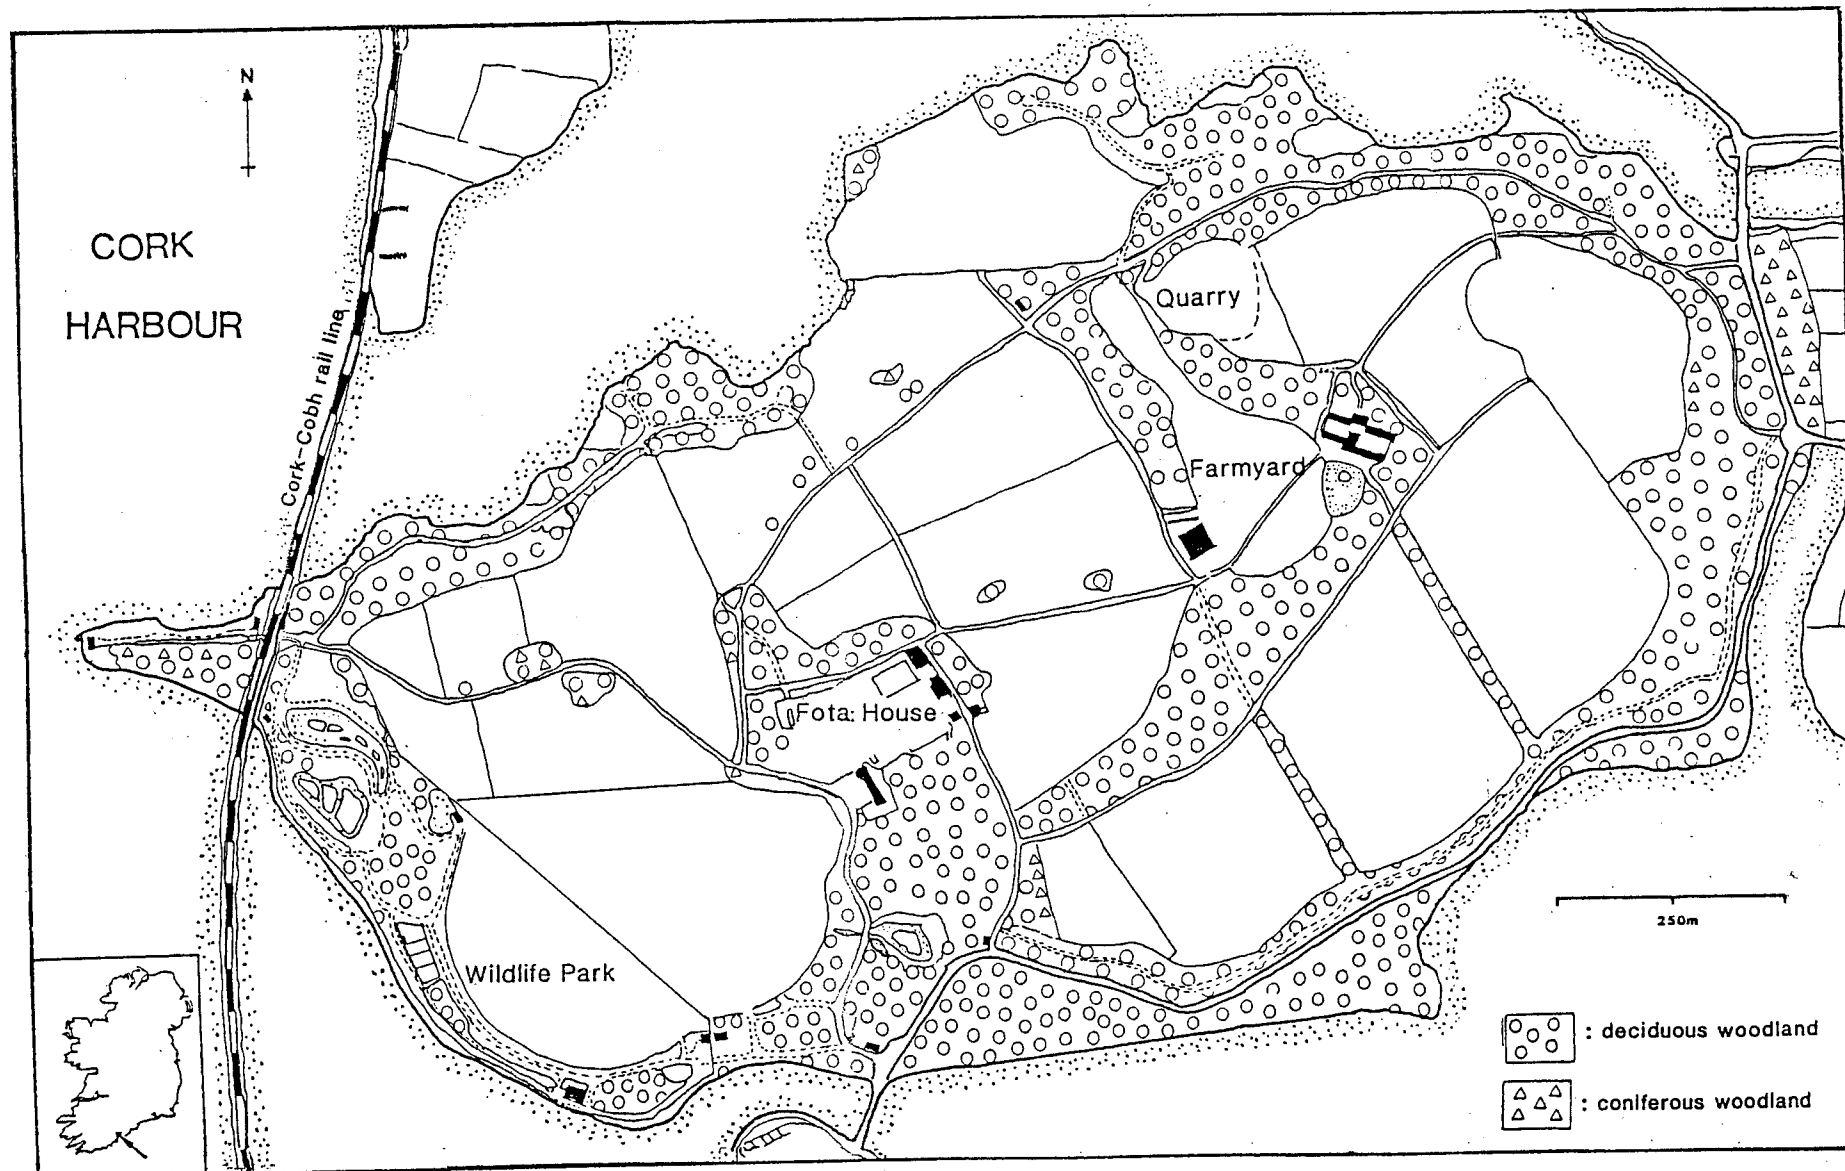 N
CORK
HARBOUR
Cork-Cobh rail line
Quarry
Farmyard
Fota: House
Wildlife Park
250m
: deciduous woodland
: coniferous woodland